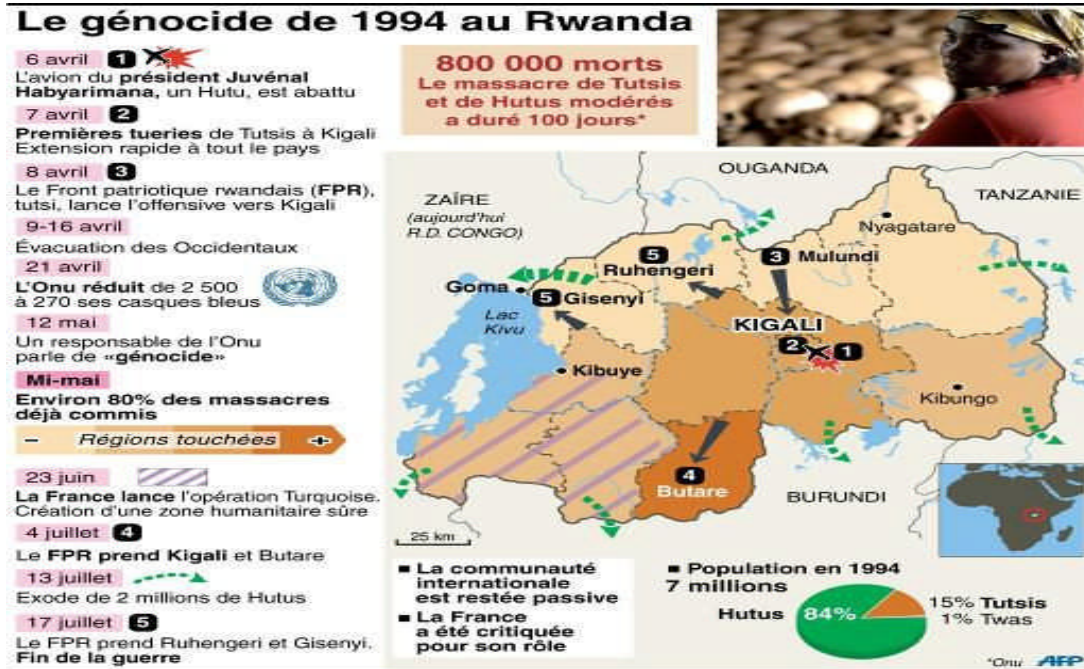 Le génocide de 1994 au Rwanda
6 avril 1
L'avion du président Juvénal
Habyarimana, un Hutu, est abattu
7 avril 2
Premières tueries de Tutsis à Kigali
Extension rapide à tout le pays
8 avril 3
Le Front patriotique rwandais (FPR),
tutsi, lance l'offensive vers Kigali
9-16 avril
Évacuation des Occidentaux
21 avril
L'Onu réduit de 2 500
à 270 ses casques bleus
12 mai
Un responsable de l'Onu
parle de «génocide»
Mi-mai
Environ 80% des massacres
déjà commis
– Régions touchées +
23 juin
La France lance l'opération Turquoise.
Création d'une zone humanitaire sûre
4 juillet 4
Le FPR prend Kigali et Butare
13 juillet
Exode de 2 millions de Hutus
17 juillet 5
Le FPR prend Ruhengeri et Gisenyi.
Fin de la guerre
800 000 morts
Le massacre de Tutsis
et de Hutus modérés
a duré 100 jours*
OUGANDA
TANZANIE
ZAÏRE
(aujourd'hui
R.D. CONGO)
Nyagatare
5
Ruhengeri
3 Mulundi
Goma
5 Gisenyi
Lac
Kivu
KIGALI
2 1
Kibuye
Kibungo
4
Butare
BURUNDI
25 km
La communauté
internationale
est restée passive
La France
a été critiquée
pour son rôle
Population en 1994
7 millions
Hutus 84%
15% Tutsis
1% Twas
*Onu AFP